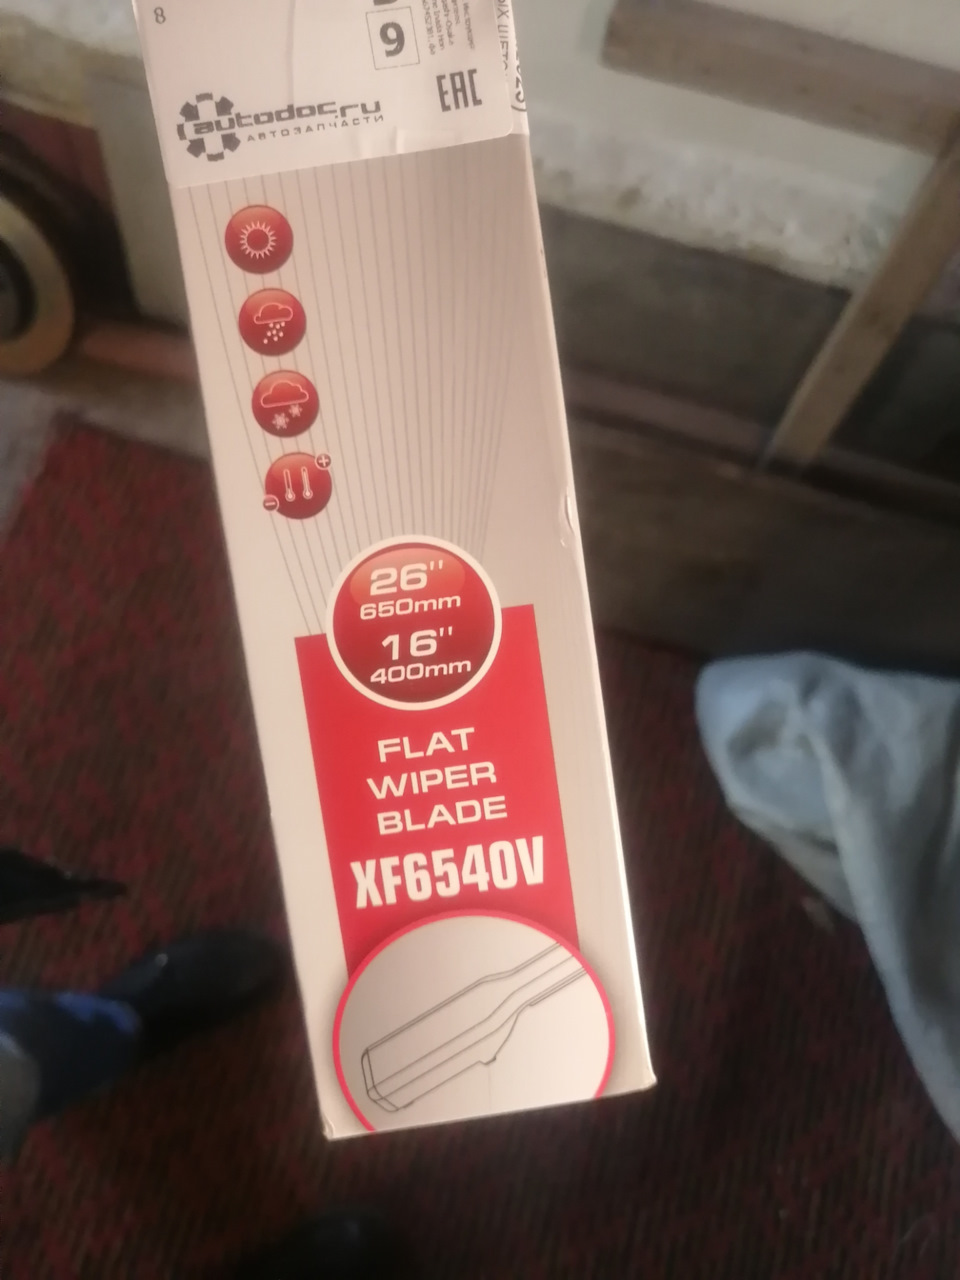 8
9
EAC
autodoc.ru
АВТОЗАПЧАСТИ
26"
650mm
16"
400mm
FLAT
WIPER
BLADE
XF6540V